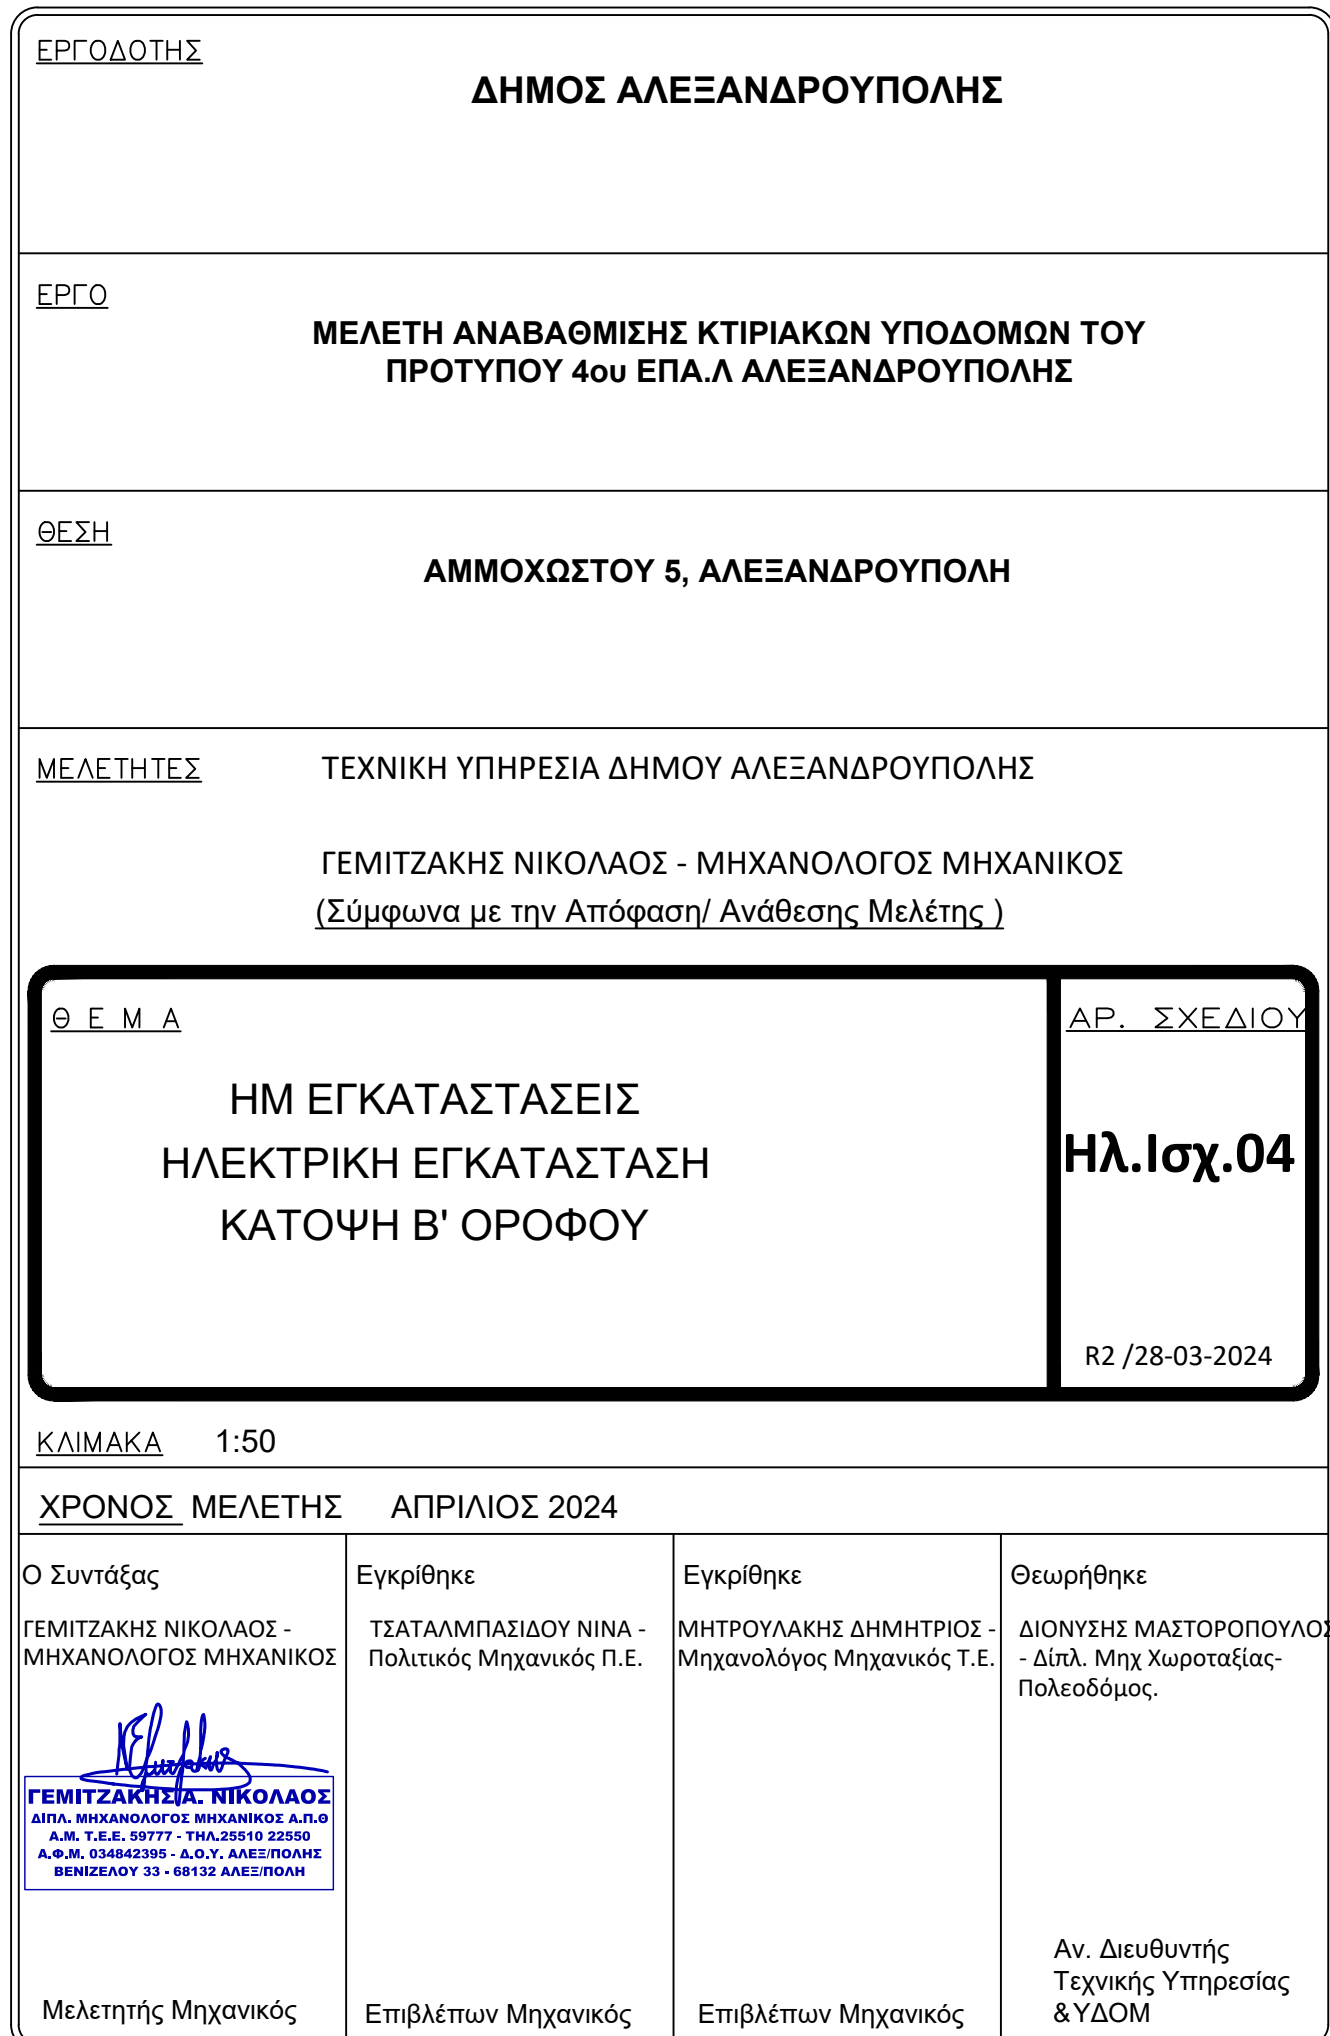 ΕΡΓΟΔΟΤΗΣ
ΔΗΜΟΣ ΑΛΕΞΑΝΔΡΟΥΠΟΛΗΣ
ΕΡΓΟ
ΜΕΛΕΤΗ ΑΝΑΒΑΘΜΙΣΗΣ ΚΤΙΡΙΑΚΩΝ ΥΠΟΔΟΜΩΝ ΤΟΥ
ΠΡΟΤΥΠΟΥ 4ου ΕΠΑ.Λ ΑΛΕΞΑΝΔΡΟΥΠΟΛΗΣ
ΘΕΣΗ
ΑΜΜΟΧΩΣΤΟΥ 5, ΑΛΕΞΑΝΔΡΟΥΠΟΛΗ
ΜΕΛΕΤΗΤΕΣ ΤΕΧΝΙΚΗ ΥΠΗΡΕΣΙΑ ΔΗΜΟΥ ΑΛΕΞΑΝΔΡΟΥΠΟΛΗΣ
ΓΕΜΙΤΖΑΚΗΣ ΝΙΚΟΛΑΟΣ - ΜΗΧΑΝΟΛΟΓΟΣ ΜΗΧΑΝΙΚΟΣ
(Σύμφωνα με την Απόφαση/ Ανάθεσης Μελέτης )
Θ Ε Μ Α
ΗΜ ΕΓΚΑΤΑΣΤΑΣΕΙΣ
ΗΛΕΚΤΡΙΚΗ ΕΓΚΑΤΑΣΤΑΣΗ
ΚΑΤΟΨΗ Β' ΟΡΟΦΟΥ
ΑΡ. ΣΧΕΔΙΟΥ
Ηλ.Ισχ.04
R2 /28-03-2024
ΚΛΙΜΑΚΑ 1:50
ΧΡΟΝΟΣ ΜΕΛΕΤΗΣ ΑΠΡΙΛΙΟΣ 2024
Ο Συντάξας
ΓΕΜΙΤΖΑΚΗΣ ΝΙΚΟΛΑΟΣ -
ΜΗΧΑΝΟΛΟΓΟΣ ΜΗΧΑΝΙΚΟΣ
ΓΕΜΙΤΖΑΚΗΣ Α. ΝΙΚΟΛΑΟΣ
ΔΙΠΛ. ΜΗΧΑΝΟΛΟΓΟΣ ΜΗΧΑΝΙΚΟΣ Α.Π.Θ
Α.Μ. Τ.Ε.Ε. 59777 - ΤΗΛ.25510 22550
Α.Φ.Μ. 034842395 - Δ.Ο.Υ. ΑΛΕΞ/ΠΟΛΗΣ
ΒΕΝΙΖΕΛΟΥ 33 - 68132 ΑΛΕΞ/ΠΟΛΗ
Μελετητής Μηχανικός
Εγκρίθηκε
ΤΣΑΤΑΛΜΠΑΣΙΔΟΥ ΝΙΝΑ -
Πολιτικός Μηχανικός Π.Ε.
Επιβλέπων Μηχανικός
Εγκρίθηκε
ΜΗΤΡΟΥΛΑΚΗΣ ΔΗΜΗΤΡΙΟΣ -
Μηχανολόγος Μηχανικός Τ.Ε.
Επιβλέπων Μηχανικός
Θεωρήθηκε
ΔΙΟΝΥΣΗΣ ΜΑΣΤΟΡΟΠΟΥΛΟΣ
- Δίπλ. Μηχ Χωροταξίας-
Πολεοδόμος.
Αν. Διευθυντής
Τεχνικής Υπηρεσίας
&ΥΔΟΜ